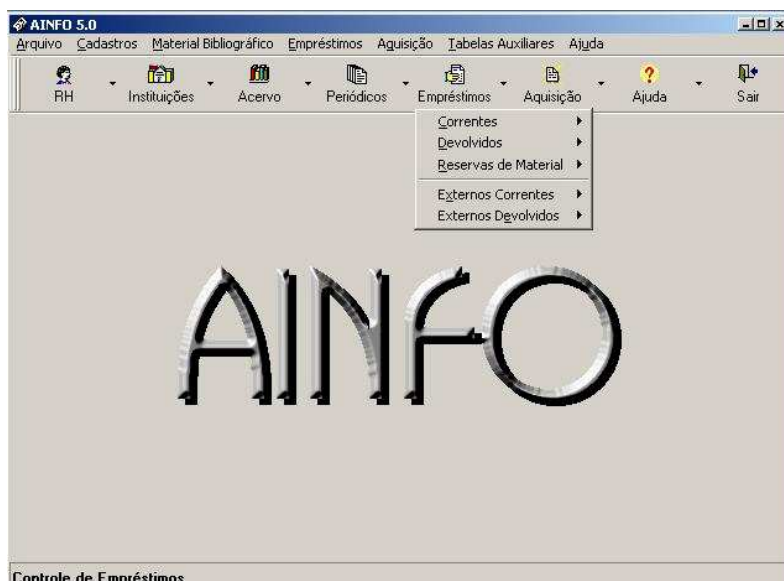 AINFO 5.0
Arquivo Cadastros Material Bibliográfico Empréstimos Aquisição Tabelas Auxiliares Ajuda
RH Instituições Acervo Periódicos Empréstimos Aquisição Ajuda Sair
Correntes
Devolvidos
Reservas de Material
Externos Correntes
Externos Devolvidos
AINFO
Controle de Empréstimos